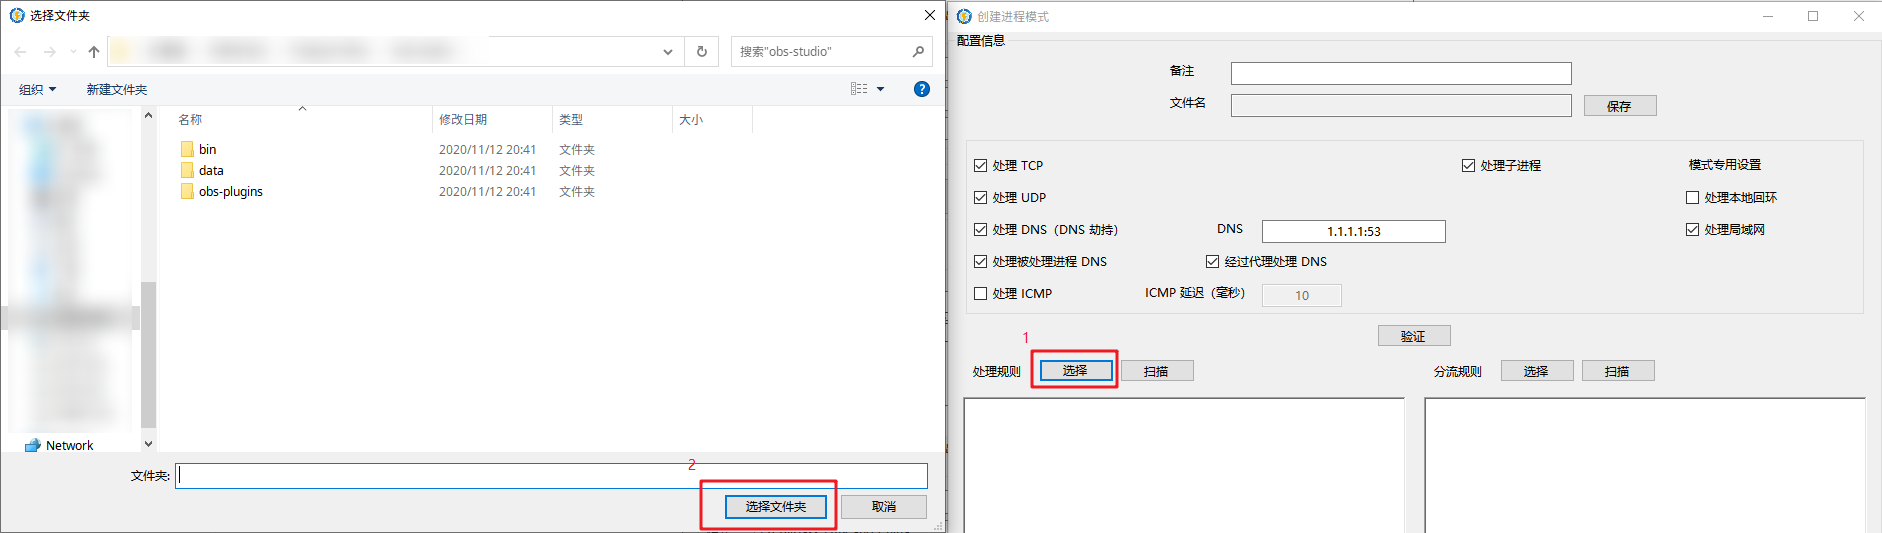 选择文件夹
搜索"obs-studio"
组织
新建文件夹
?
名称 修改日期 类型 大小
bin 2020/11/12 20:41 文件夹
data 2020/11/12 20:41 文件夹
obs-plugins 2020/11/12 20:41 文件夹
Network
文件夹:
2
选择文件夹 取消
创建进程模式
配置信息
备注
文件名 保存
处理 TCP 处理子进程 模式专用设置
处理 UDP 处理本地回环
处理 DNS（DNS 劫持） DNS 1.1.1.1:53 处理局域网
处理被处理进程 DNS 经过代理处理 DNS
处理 ICMP ICMP 延迟（毫秒） 10
1
验证
处理规则 选择 扫描 分流规则 选择 扫描